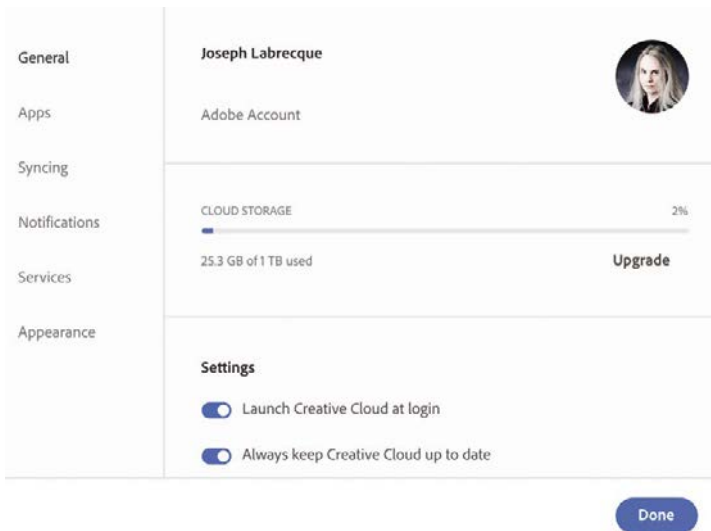 General
Apps
Syncing
Notifications
Services
Appearance
Joseph Labrecque
Adobe Account
CLOUD STORAGE 2%
25.3 GB of 1 TB used Upgrade
Settings
Launch Creative Cloud at login
Always keep Creative Cloud up to date
Done